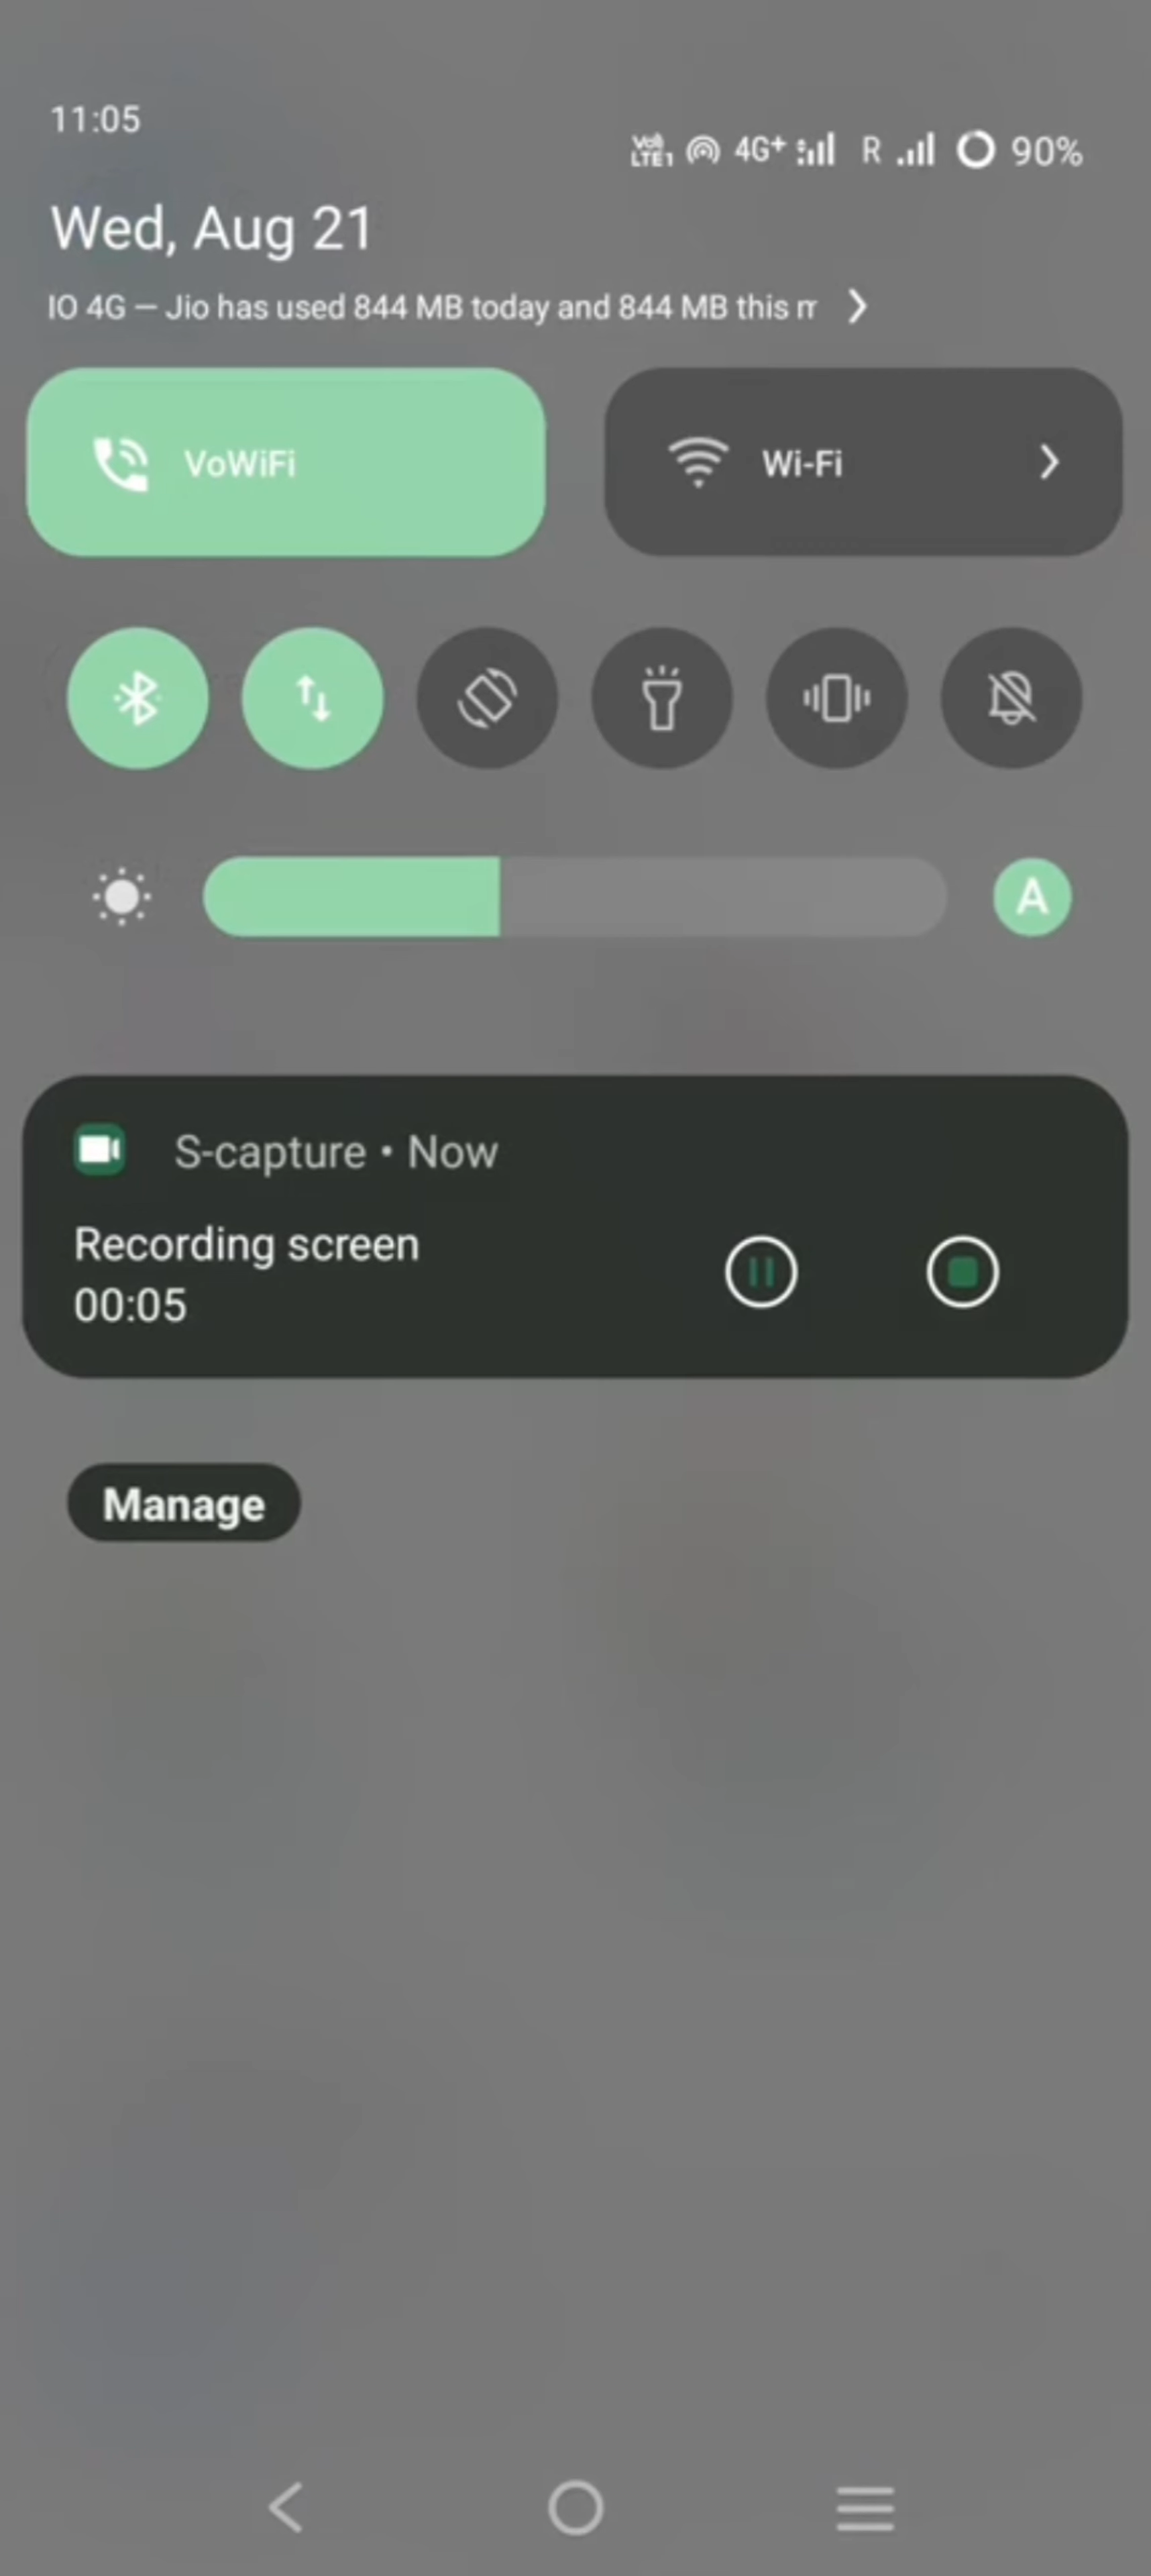 11:05
VoLTE1 4G+ R 90%
Wed, Aug 21
IO 4G — Jio has used 844 MB today and 844 MB this
VoWiFi
Wi-Fi
A
S-capture • Now
Recording screen
00:05
Manage